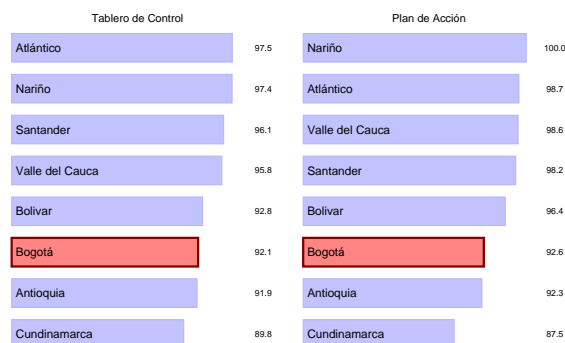 Tablero de Control
Atlántico 97.5
Nariño 97.4
Santander 96.1
Valle del Cauca 95.8
Bolivar 92.8
Bogotá 92.1
Antioquia 91.9
Cundinamarca 89.8
Plan de Acción
Nariño 100.0
Atlántico 98.7
Valle del Cauca 98.6
Santander 98.2
Bolivar 96.4
Bogotá 92.6
Antioquia 92.3
Cundinamarca 87.5